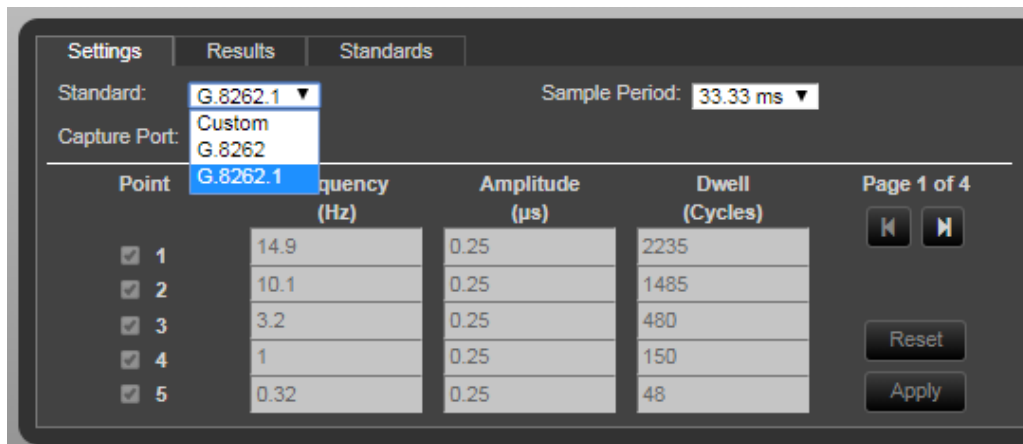 Settings Results Standards
Standard: G.8262.1 Sample Period: 33.33 ms
Custom
Capture Port: G.8262
G.8262.1
Point quency Amplitude Dwell Page 1 of 4
(Hz) (µs) (Cycles)
1 14.9 0.25 2235
2 10.1 0.25 1485
3 3.2 0.25 480
Reset
4 1 0.25 150
5 0.32 0.25 48
Apply